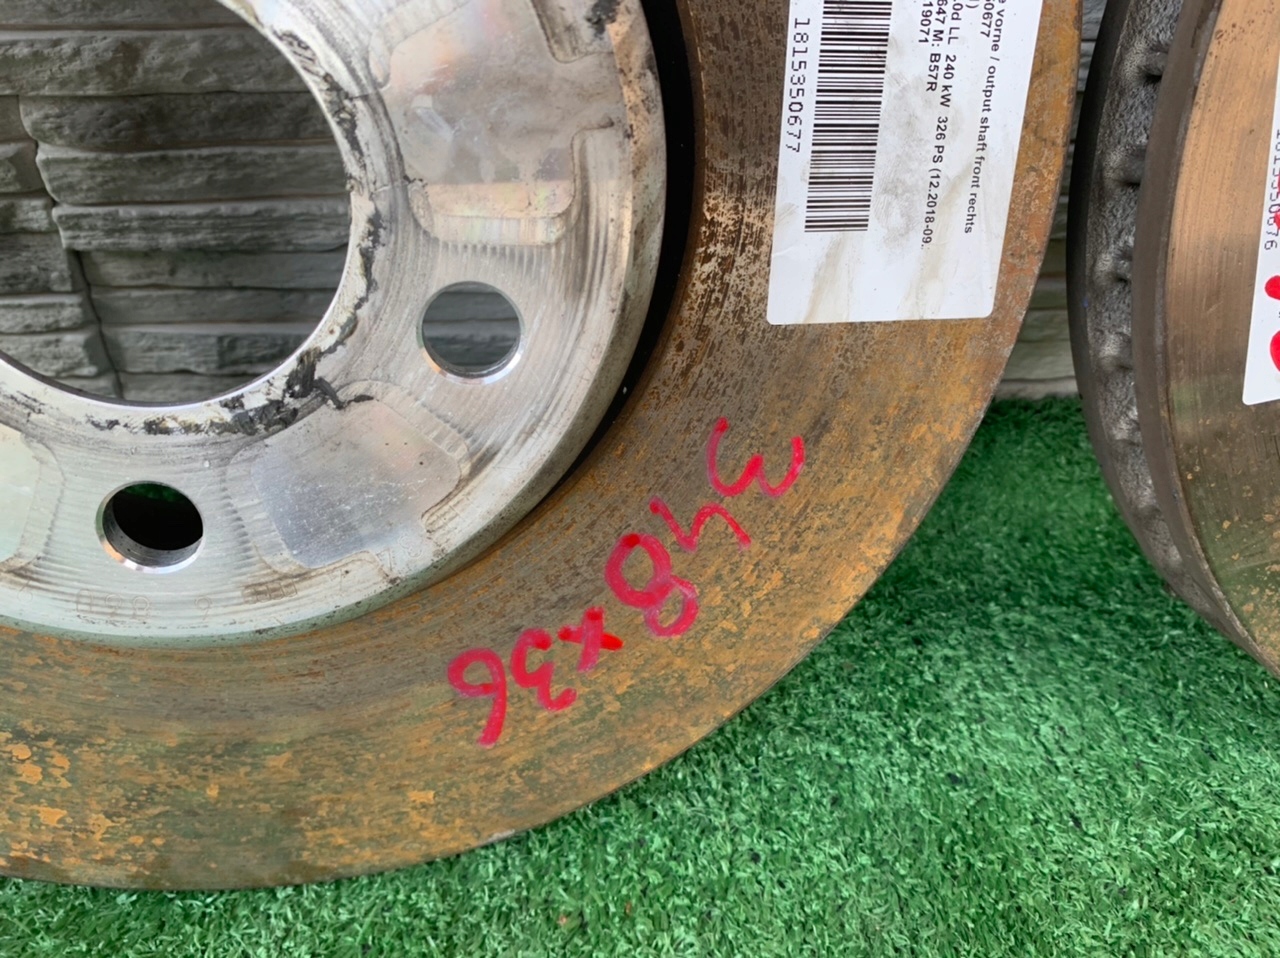 vorne / output shaft front rechts
50677
.0d LL 240 kW 326 PS (12.2018-09.
647 M: B57R
19071
1815350677
348x36